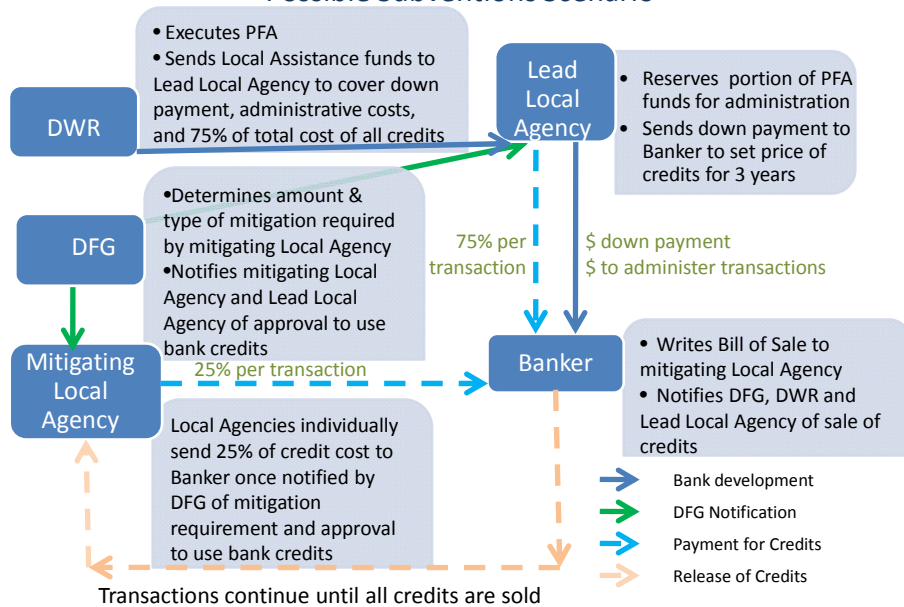 Possible Subventions Scenario
• Executes PFA
• Sends Local Assistance funds to
Lead Local Agency to cover down
payment, administrative costs,
and 75% of total cost of all credits
DWR
Lead
Local
Agency
• Reserves portion of PFA
funds for administration
• Sends down payment to
Banker to set price of
credits for 3 years
DFG
•Determines amount &
type of mitigation required
by mitigating Local Agency
•Notifies mitigating Local
Agency and Lead Local
Agency of approval to use
bank credits
75% per
transaction
$ down payment
$ to administer transactions
Mitigating
Local
Agency
25% per transaction
Banker
• Writes Bill of Sale to
mitigating Local Agency
• Notifies DFG, DWR and
Lead Local Agency of sale of
credits
Local Agencies individually
send 25% of credit cost to
Banker once notified by
DFG of mitigation
requirement and approval
to use bank credits
Bank development
DFG Notification
Payment for Credits
Release of Credits
Transactions continue until all credits are sold